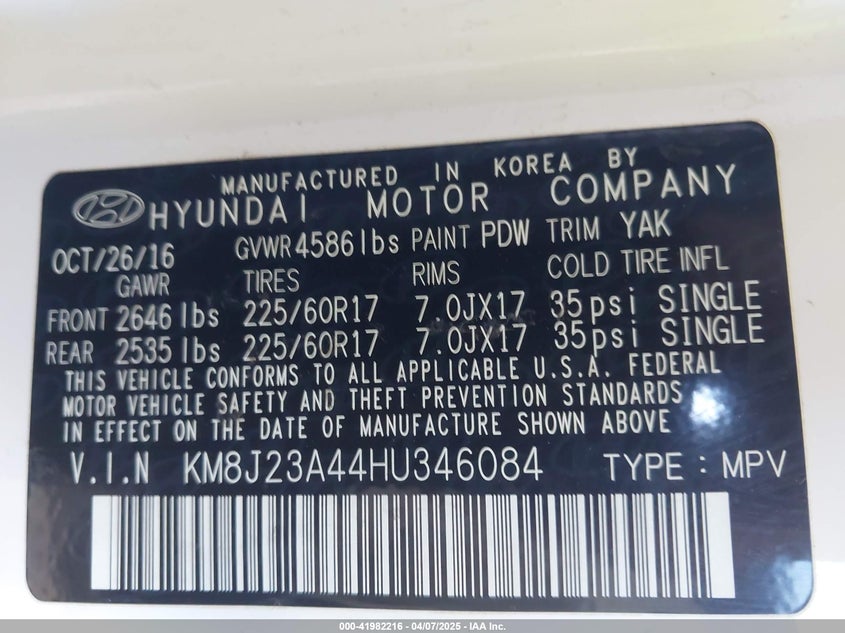 MANUFACTURED IN KOREA BY
HYUNDAI MOTOR COMPANY
OCT/26/16 GVWR 4586 lbs PAINT PDW TRIM YAK
GAWR TIRES RIMS COLD TIRE INFL
FRONT 2646 lbs 225/60R17 7.0JX17 35psi SINGLE
REAR 2535 lbs 225/60R17 7.0JX17 35psi SINGLE
THIS VEHICLE CONFORMS TO ALL APPLICABLE U.S.A. FEDERAL
MOTOR VEHICLE SAFETY AND THEFT PREVENTION STANDARDS
IN EFFECT ON THE DATE OF MANUFACTURE SHOWN ABOVE
V.I.N KM8J23A44HU346084 TYPE : MPV
000-41982216 - 04/07/2025 - IAA Inc.